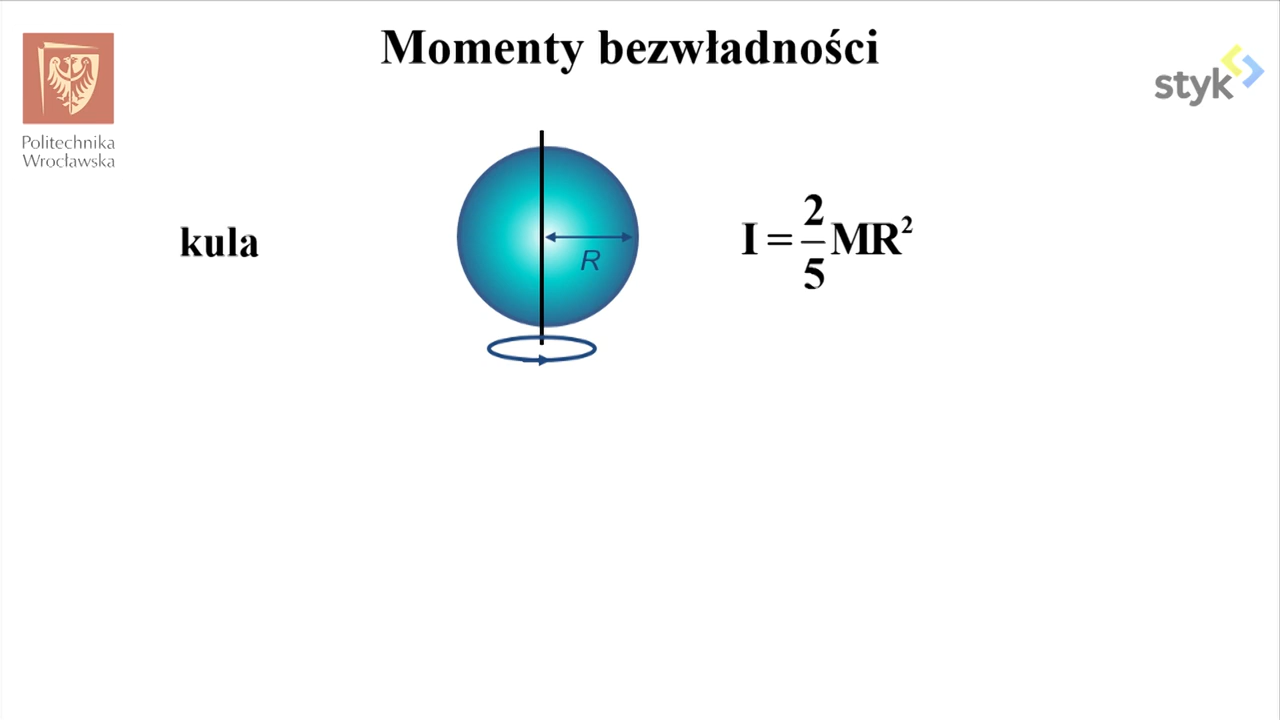 Momenty bezwładności
Politechnika
Wrocławska
styk
kula
R
I = 2/5 MR²